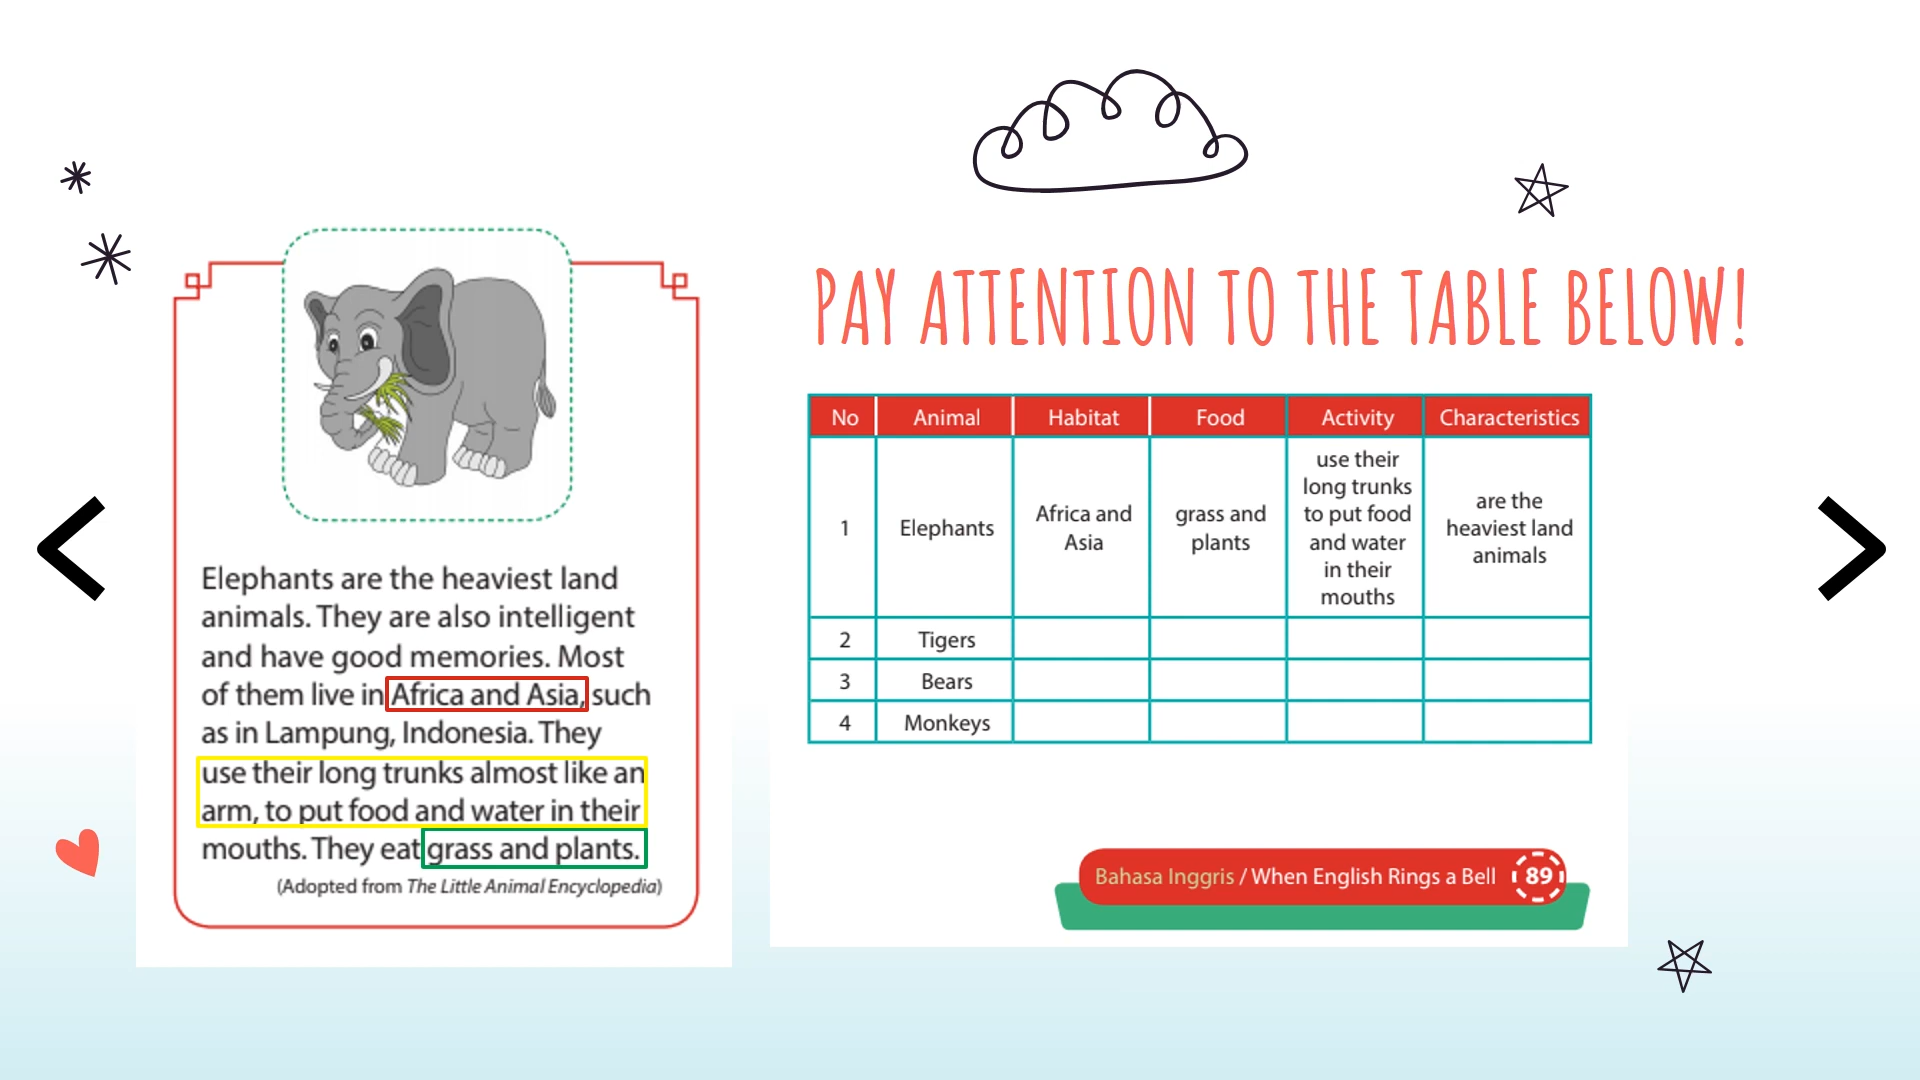 Elephants are the heaviest land
animals. They are also intelligent
and have good memories. Most
of them live in Africa and Asia, such
as in Lampung, Indonesia. They
use their long trunks almost like an
arm, to put food and water in their
mouths. They eat grass and plants.
(Adopted from The Little Animal Encyclopedia)
PAY ATTENTION TO THE TABLE BELOW!
No Animal Habitat Food Activity Characteristics
1 Elephants
Africa and
Asia
grass and
plants
use their
long trunks
to put food
and water
in their
mouths
are the
heaviest land
animals
2 Tigers
3 Bears
4 Monkeys
Bahasa Inggris / When English Rings a Bell 89